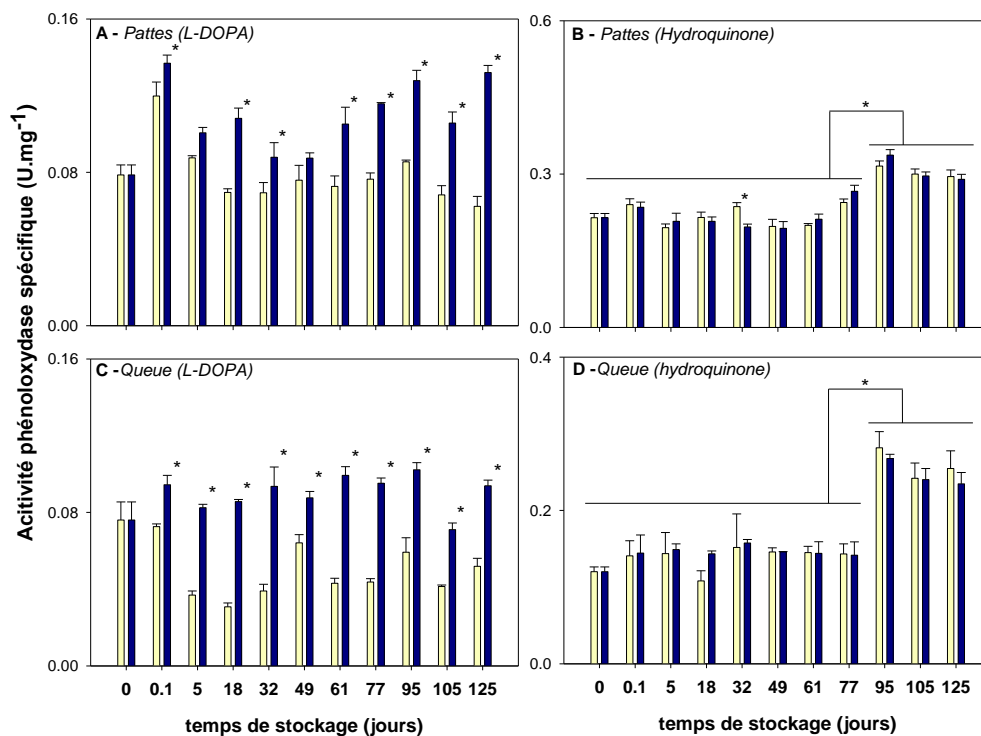 Acitivité phénoloxydase spécifique (U.mg-1)
A - Pattes (L-DOPA)
0.16
0.08
0.00
* * * * * * * *
B - Pattes (Hydroquinone)
0.6
0.3
0.0
*
*
C -Queue (L-DOPA)
0.16
0.08
0.00
* * * * * * * * * *
0 0.1 5 18 32 49 61 77 95 105 125
temps de stockage (jours)
D -Queue (hydroquinone)
0.4
0.2
0.0
*
0 0.1 5 18 32 49 61 77 95 105 125
temps de stockage (jours)